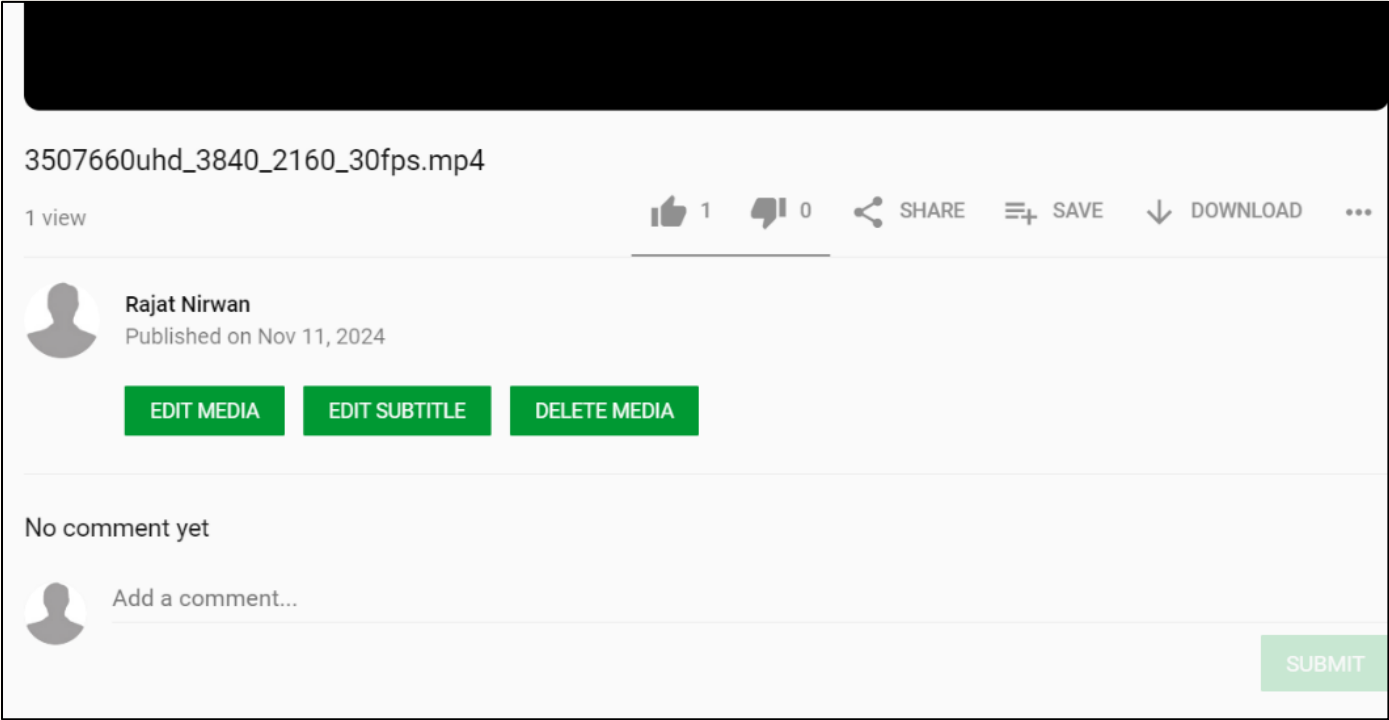 3507660uhd_3840_2160_30fps.mp4
1 view
1
0
SHARE
SAVE
DOWNLOAD
Rajat Nirwan
Published on Nov 11, 2024
EDIT MEDIA
EDIT SUBTITLE
DELETE MEDIA
No comment yet
Add a comment...
SUBMIT